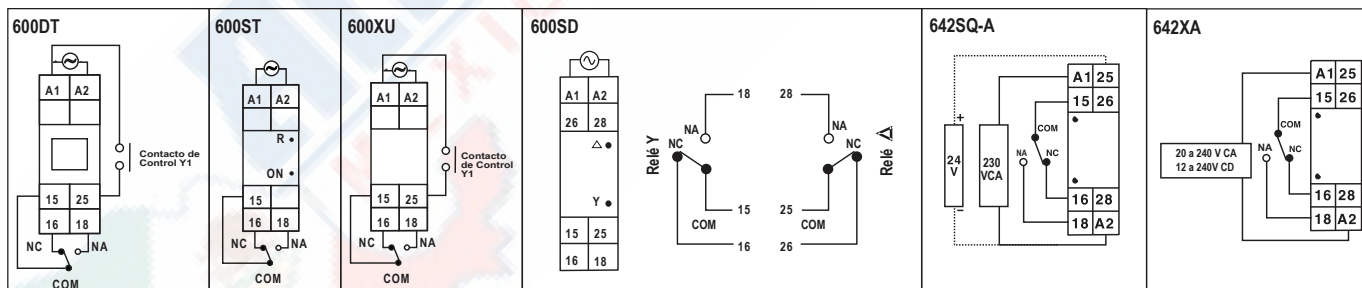 600DT
A1 A2
Contacto de
Control Y1
15 25
16 18
NC NA
COM
600ST
A1 A2
R
ON
15
16 18
NC NA
COM
600XU
A1 A2
Contacto
de Control
Y1
15 25
16 18
NC NA
COM
600SD
A1 A2
26 28
Y
15 25
16 18
Relé Y
18
NA
NC
15
COM
16
28
NA
NC
25
COM
26
Relé
642SQ-A
A1 25
15 26
COM
NA NC
+
24
V
–
230
VCA
16 28
18 A2
642XA
A1 25
15 26
COM
NA NC
20 a 240 V CA
12 a 240V CD
16 28
18 A2